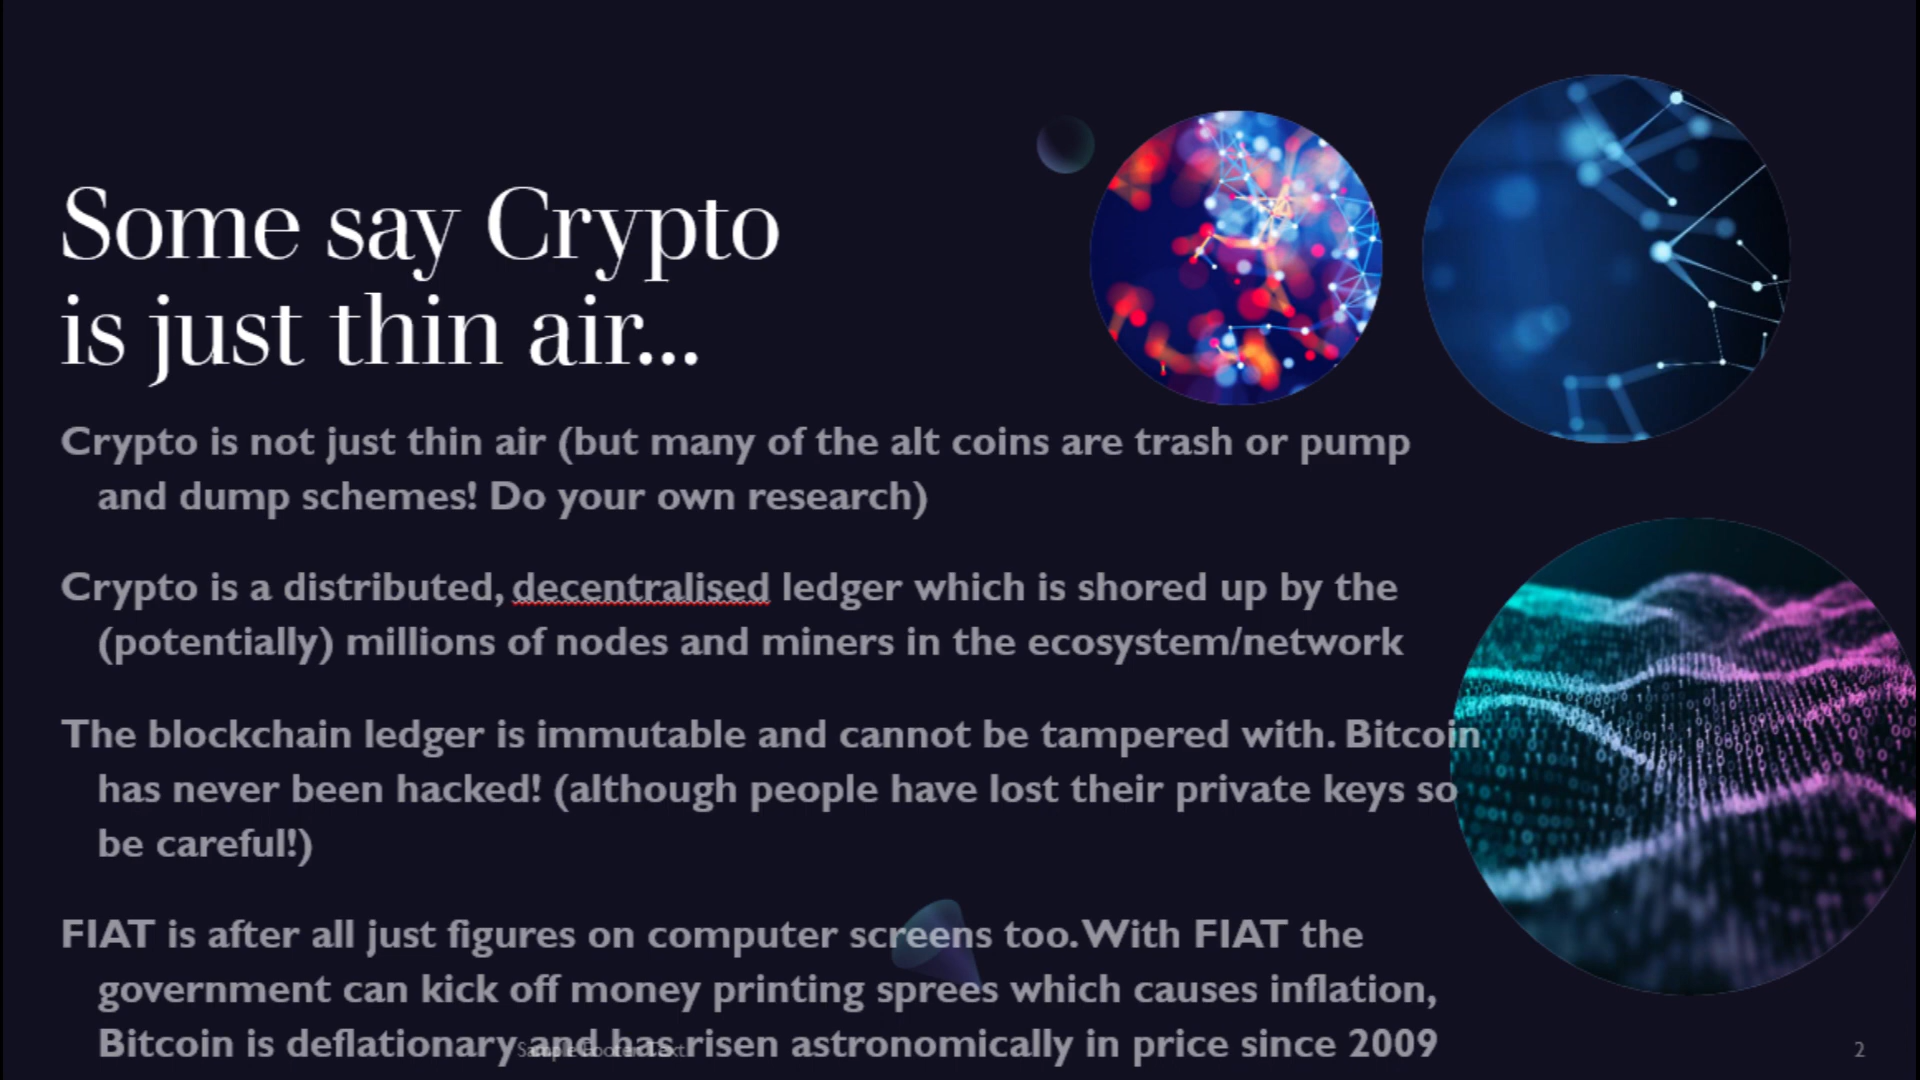 Some say Crypto
is just thin air...
Crypto is not just thin air (but many of the alt coins are trash or pump
and dump schemes! Do your own research)
Crypto is a distributed, decentralised ledger which is shored up by the
(potentially) millions of nodes and miners in the ecosystem/network
The blockchain ledger is immutable and cannot be tampered with. Bitcoin
has never been hacked! (although people have lost their private keys so
be careful!)
FIAT is after all just figures on computer screens too. With FIAT the
government can kick off money printing sprees which causes inflation,
Bitcoin is deflationary and has risen astronomically in price since 2009
Sample Footer Text
2